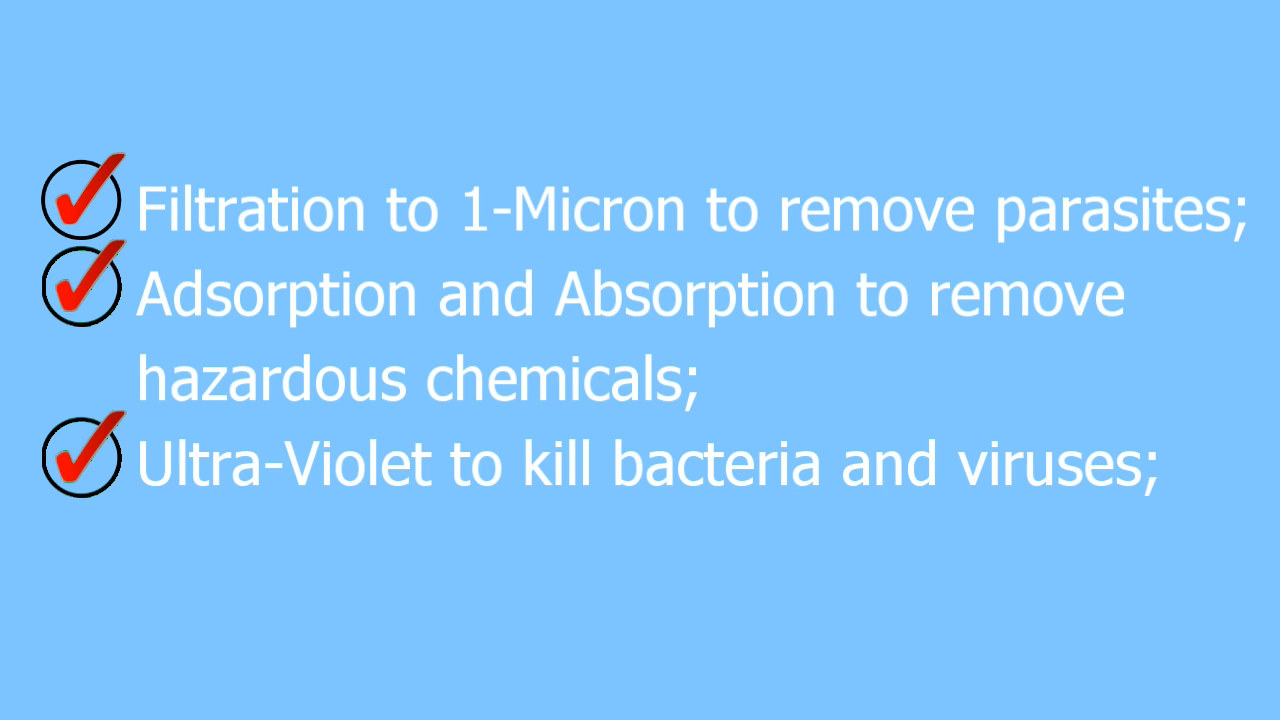 Filtration to 1-Micron to remove parasites;
Adsorption and Absorption to remove
hazardous chemicals;
Ultra-Violet to kill bacteria and viruses;